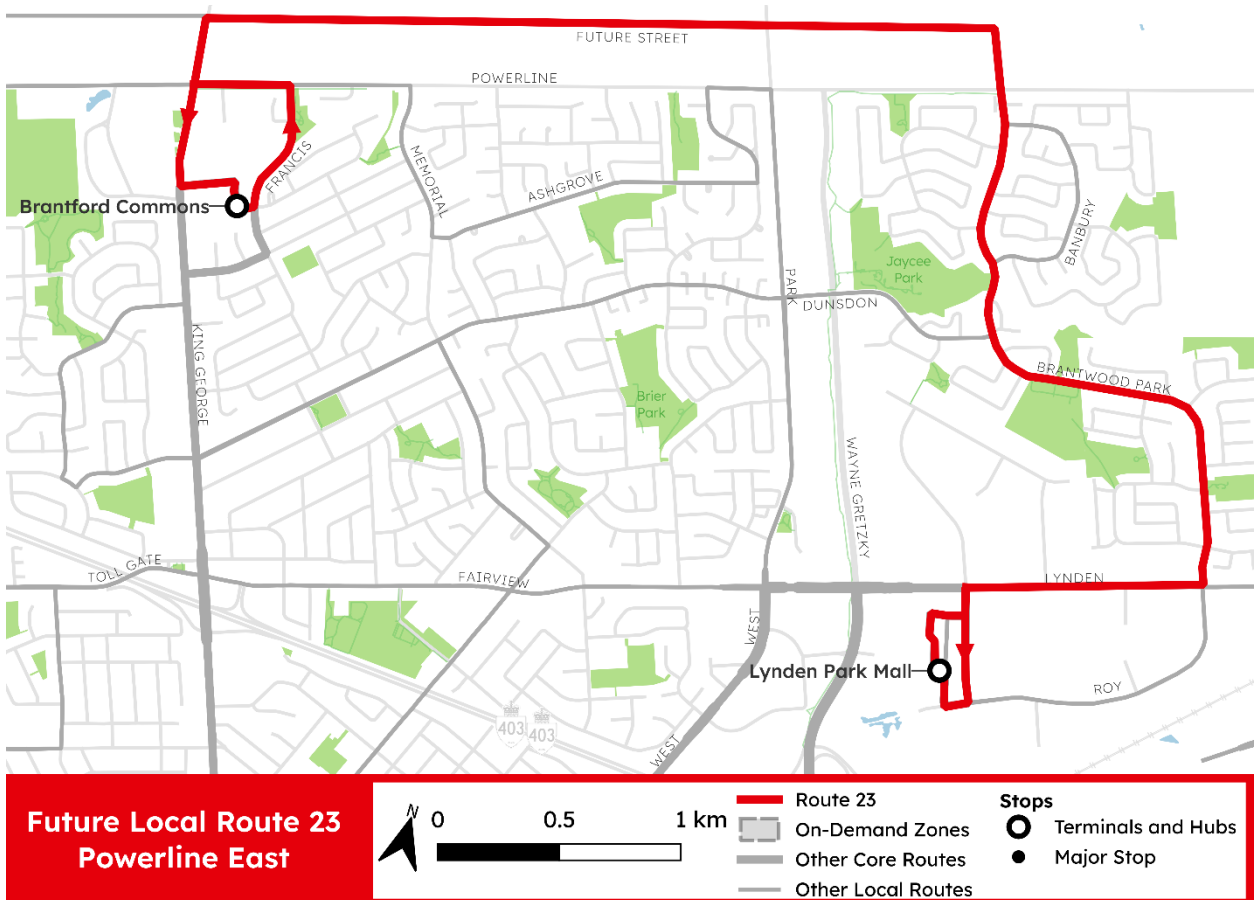 FUTURE STREET
POWERLINE
FRANCIS
MEMORIAL
ASHGROVE
Brantford Commons
BANBURY
Jaycee
Park
PARK
DUNSDON
KING GEORGE
BRANTWOOD PARK
Brier
Park
WAYNE GRETZKY
TOLL GATE
FAIRVIEW
LYNDEN
WEST
Lynden Park Mall
ROY
403
403
WEST
Future Local Route 23
Powerline East
N
0 0.5 1 km
Route 23
On-Demand Zones
Other Core Routes
Other Local Routes
Stops
Terminals and Hubs
Major Stop